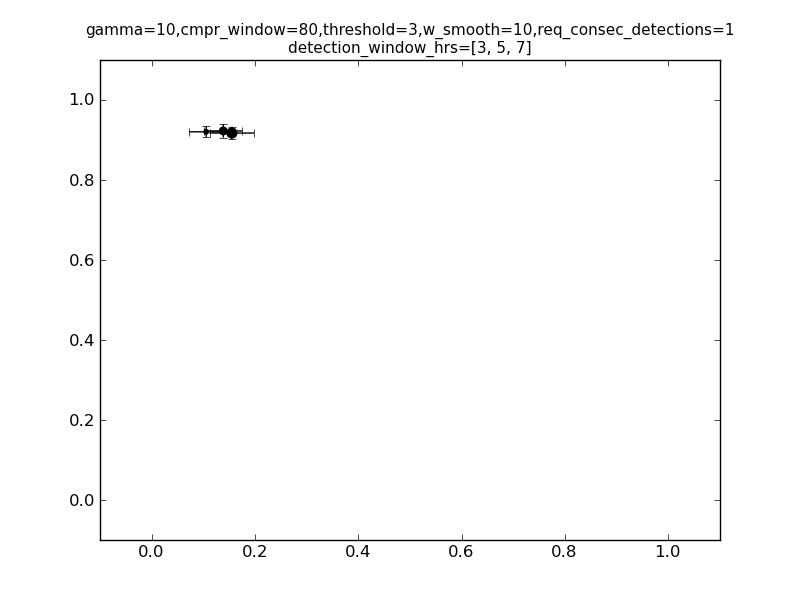 gamma=10,cmpr_window=80,threshold=3,w_smooth=10,req_consec_detections=1
detection_window_hrs=[3, 5, 7]
1.0
0.8
0.6
0.4
0.2
0.0
0.0 0.2 0.4 0.6 0.8 1.0